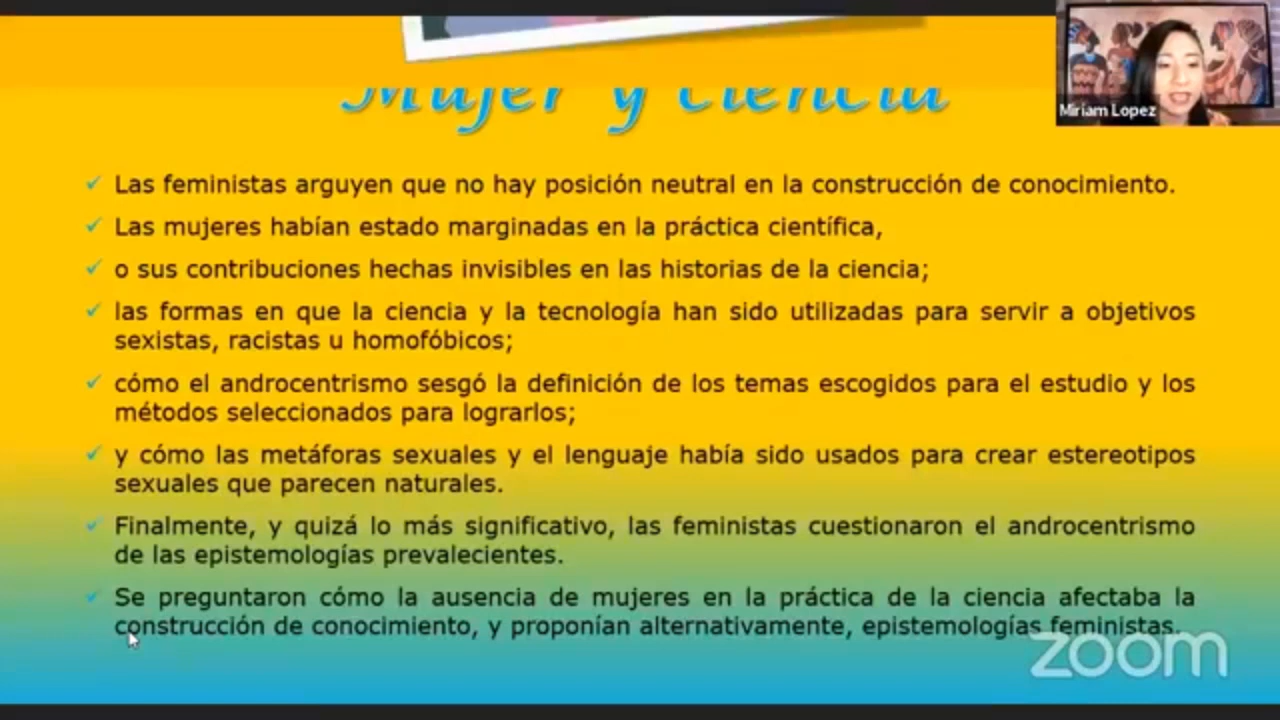 Mujer y ciencia
Miriam Lopez
Las feministas arguyen que no hay posición neutral en la construcción de conocimiento.
Las mujeres habían estado marginadas en la práctica científica,
o sus contribuciones hechas invisibles en las historias de la ciencia;
las formas en que la ciencia y la tecnología han sido utilizadas para servir a objetivos
sexistas, racistas u homofóbicos;
cómo el androcentrismo sesgó la definición de los temas escogidos para el estudio y los
métodos seleccionados para lograrlos;
y cómo las metáforas sexuales y el lenguaje había sido usados para crear estereotipos
sexuales que parecen naturales.
Finalmente, y quizá lo más significativo, las feministas cuestionaron el androcentrismo
de las epistemologías prevalecientes.
Se preguntaron cómo la ausencia de mujeres en la práctica de la ciencia afectaba la
construcción de conocimiento, y proponían alternativamente, epistemologías feministas.
zoom